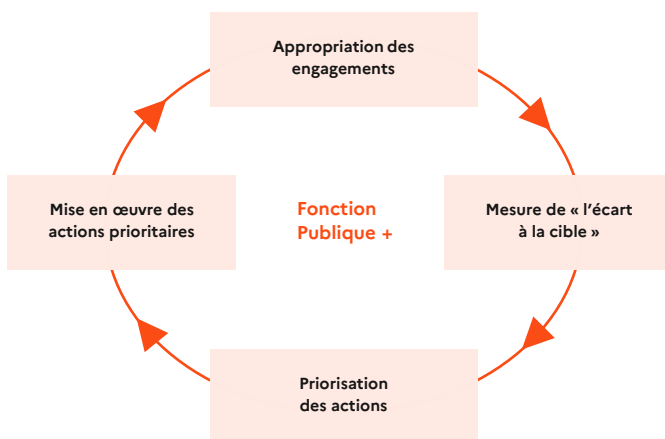 Appropriation des
engagements
Mise en œuvre des
actions prioritaires
Fonction
Publique +
Mesure de « l'écart
à la cible »
Priorisation
des actions